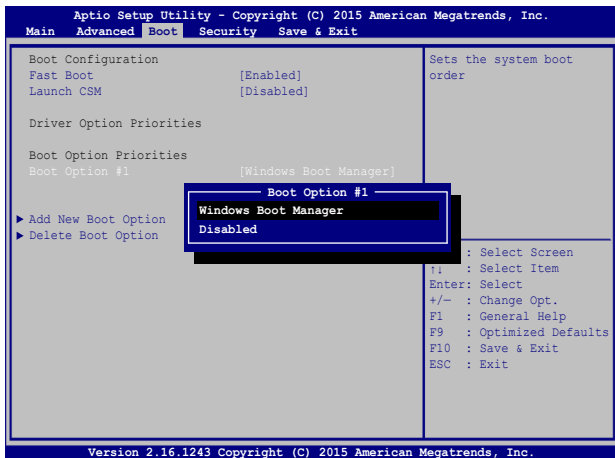 Aptio Setup Utility - Copyright (C) 2015 American Megatrends, Inc.
Main Advanced Boot Security Save & Exit
Boot Configuration
Fast Boot [Enabled]
Launch CSM [Disabled]
Driver Option Priorities
Boot Option Priorities
Boot Option #1 [Windows Boot Manager]
▶ Add New Boot Option
▶ Delete Boot Option
Boot Option #1
Windows Boot Manager
Disabled
Sets the system boot
order
: Select Screen
↑↓ : Select Item
Enter: Select
+/— : Change Opt.
F1 : General Help
F9 : Optimized Defaults
F10 : Save & Exit
ESC : Exit
Version 2.16.1243 Copyright (C) 2015 American Megatrends, Inc.